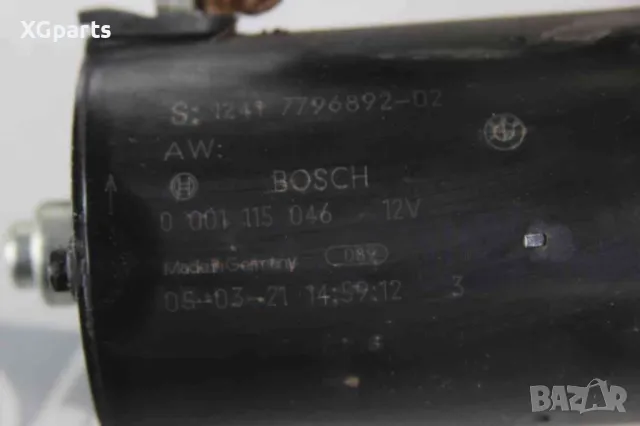 XGparts
S: 1241 7796892-02
AW:
BOSCH
0 001 115 046 12V
Made in Germany
05-03-21 14:59:12 3
BAZAR